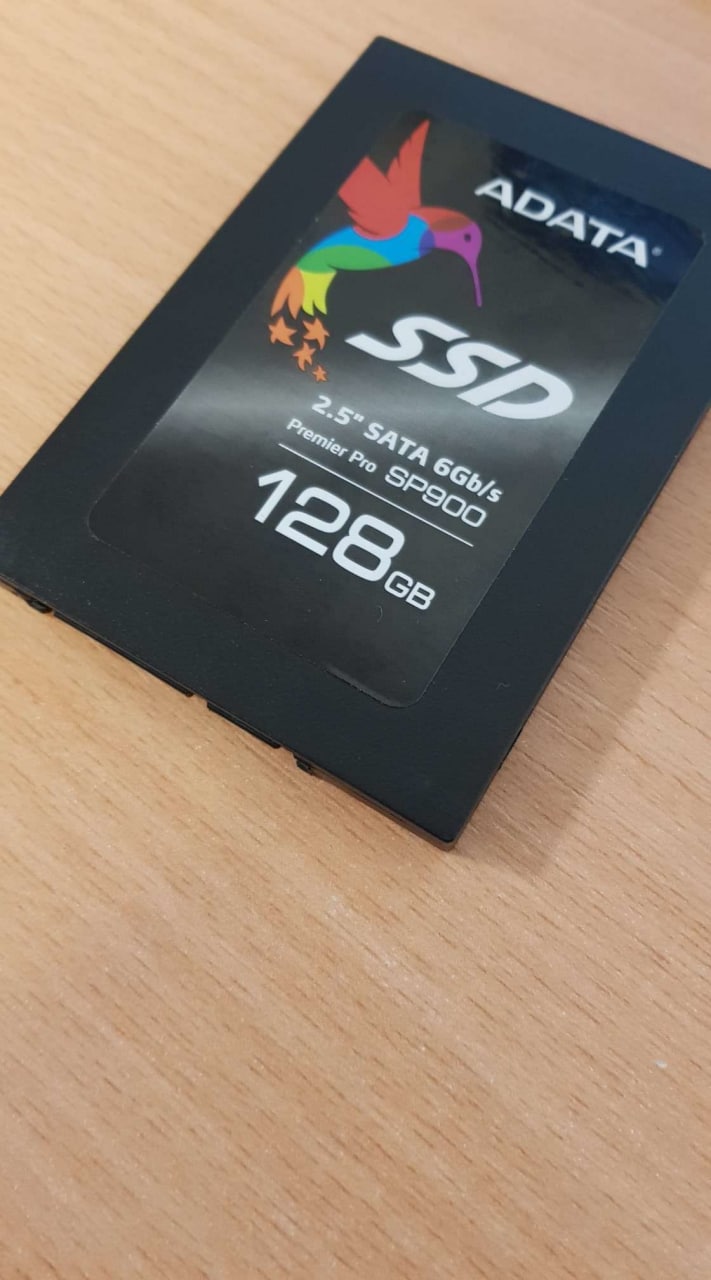 ADATA®
SSD
2.5" SATA 6Gb/s
Premier Pro SP900
128GB